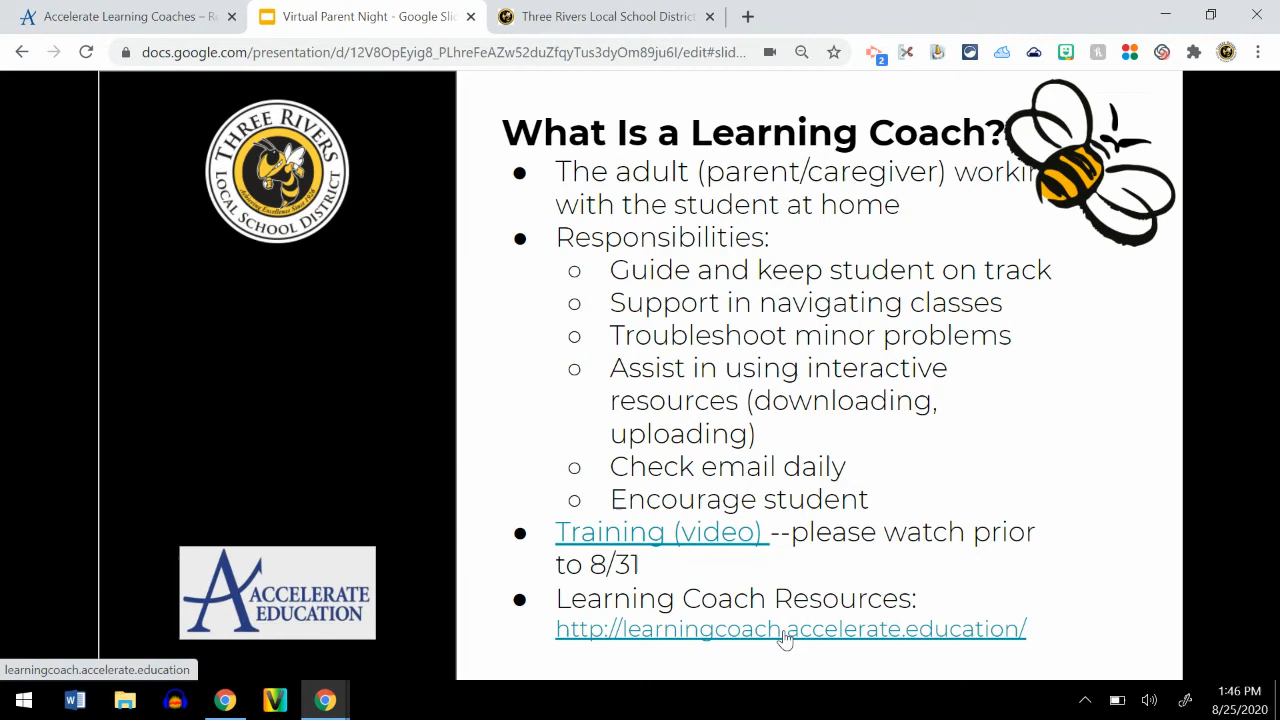 Accelerate Learning Coaches – R
Virtual Parent Night - Google Slid
Three Rivers Local School District
docs.google.com/presentation/d/12V8OpEyig8_PLhreFeAZw52duZfqyTus3dyOm89ju6I/edit#slid...
2
THREE RIVERS
LOCAL SCHOOL DISTRICT
What Is a Learning Coach?
● The adult (parent/caregiver) workin
with the student at home
● Responsibilities:
○ Guide and keep student on track
○ Support in navigating classes
○ Troubleshoot minor problems
○ Assist in using interactive
resources (downloading,
uploading)
○ Check email daily
○ Encourage student
● Training (video) --please watch prior
to 8/31
● Learning Coach Resources:
http://learningcoach.accelerate.education/
ACCELERATE
EDUCATION
learningcoach.accelerate.education
1:46 PM
8/25/2020